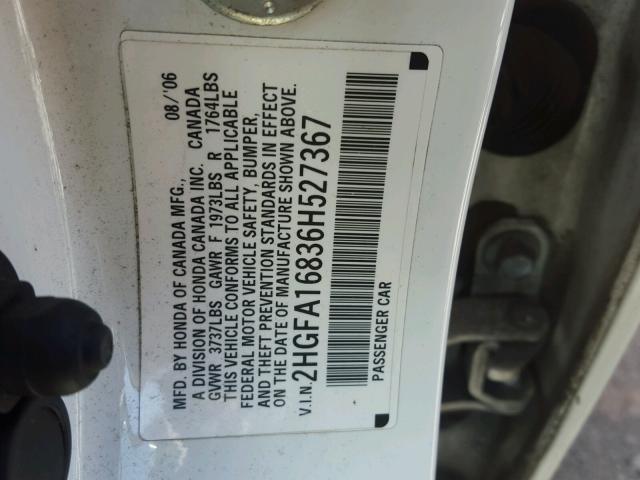 MFD. BY HONDA OF CANADA MFG., 08/'06
A DIVISION OF HONDA CANADA INC. CANADA
GVWR 3737LBS GAWR F 1973LBS R 1764LBS
THIS VEHICLE CONFORMS TO ALL APPLICABLE
FEDERAL MOTOR VEHICLE SAFETY, BUMPER,
AND THEFT PREVENTION STANDARDS IN EFFECT
ON THE DATE OF MANUFACTURE SHOWN ABOVE.
V.I.N. 2HGFA16836H527367
PASSENGER CAR